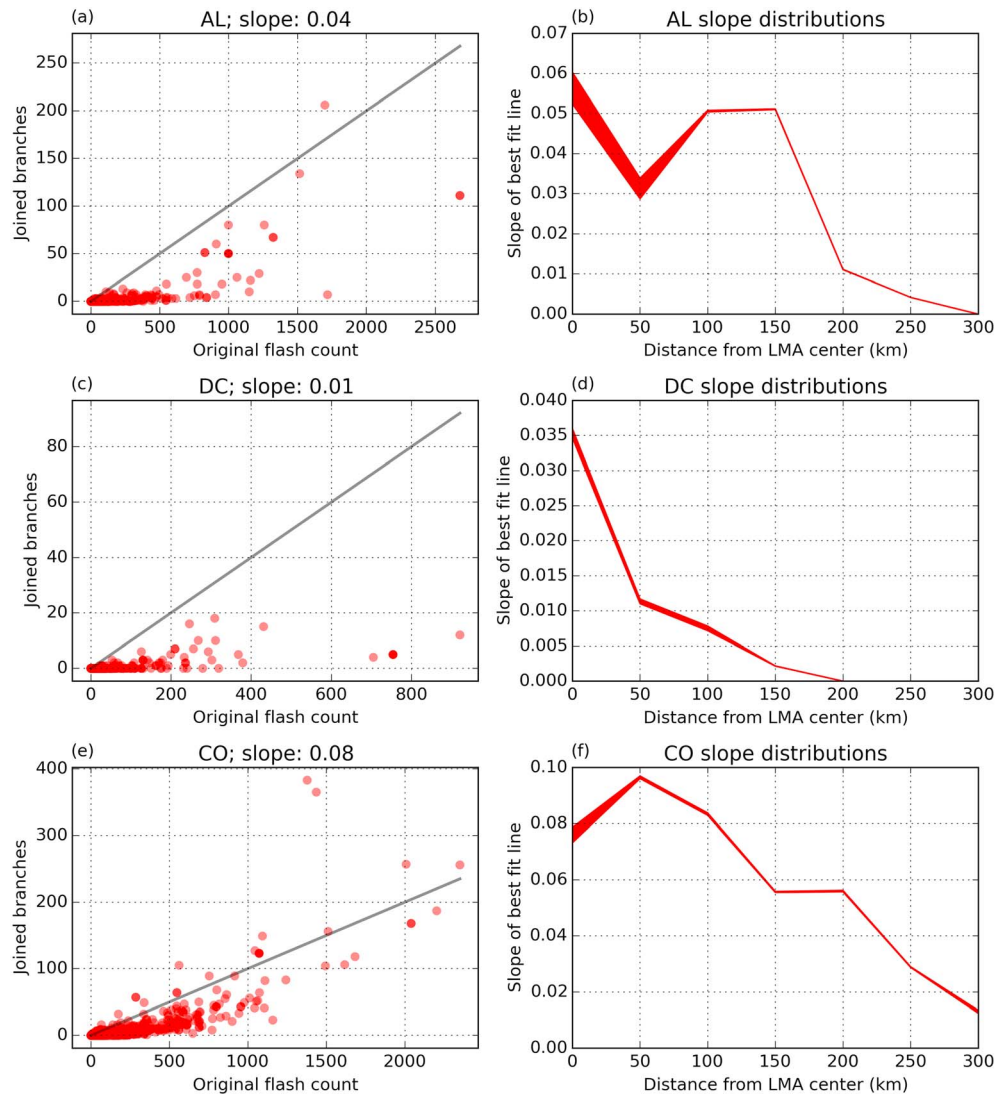 (a)
AL; slope: 0.04
250
200
150
100
50
0
Joined branches
0 500 1000 1500 2000 2500
Original flash count
(b)
AL slope distributions
0.07
0.06
0.05
0.04
0.03
0.02
0.01
0.00
Slope of best fit line
0 50 100 150 200 250 300
Distance from LMA center (km)
(c)
DC; slope: 0.01
80
60
40
20
0
Joined branches
0 200 400 600 800
Original flash count
(d)
DC slope distributions
0.040
0.035
0.030
0.025
0.020
0.015
0.010
0.005
0.000
Slope of best fit line
0 50 100 150 200 250 300
Distance from LMA center (km)
(e)
CO; slope: 0.08
400
300
200
100
0
Joined branches
0 500 1000 1500 2000
Original flash count
(f)
CO slope distributions
0.10
0.08
0.06
0.04
0.02
0.00
Slope of best fit line
0 50 100 150 200 250 300
Distance from LMA center (km)